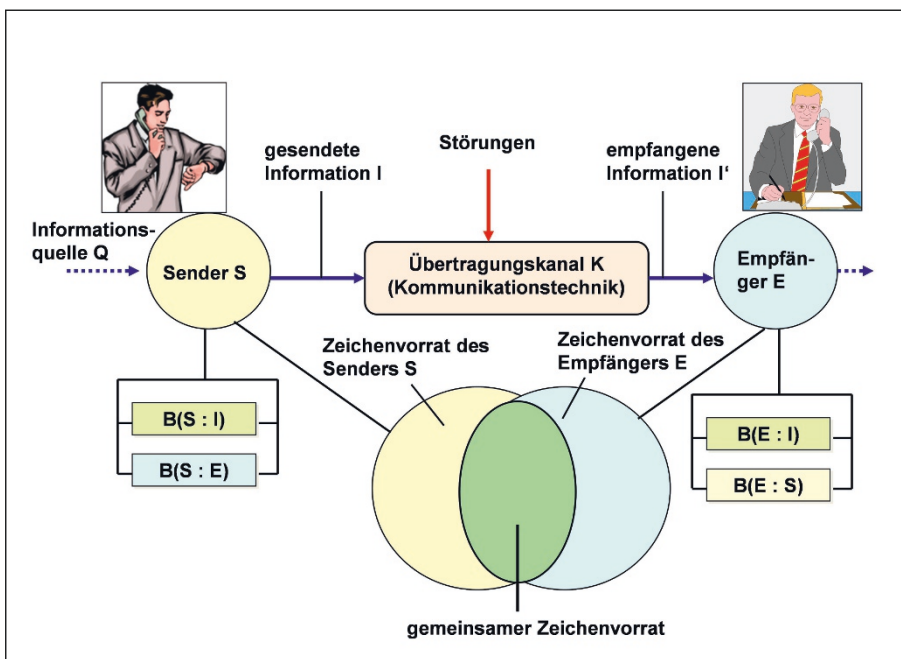 gesendete
Information I
Störungen
empfangene
Information I‘
Informations-
quelle Q
Sender S
Übertragungskanal K
(Kommunikationstechnik)
Empfän-
ger E
Zeichenvorrat des
Senders S
Zeichenvorrat des
Empfängers E
B(S : I)
B(S : E)
B(E : I)
B(E : S)
gemeinsamer Zeichenvorrat